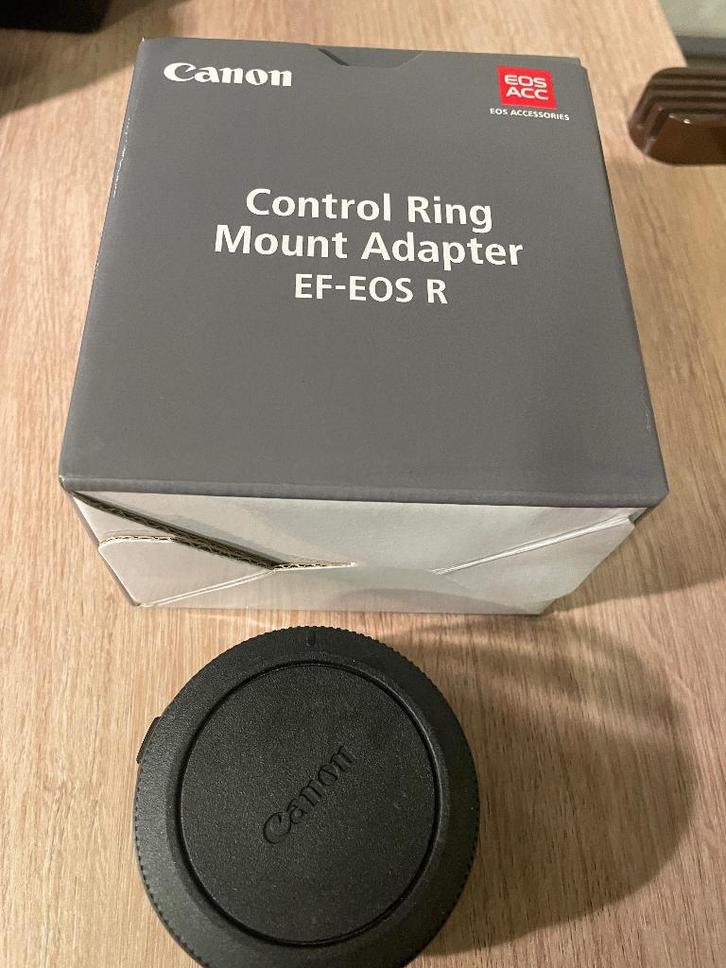 Canon
EOS
ACC
EOS ACCESSORIES
Control Ring
Mount Adapter
EF-EOS R
Canon